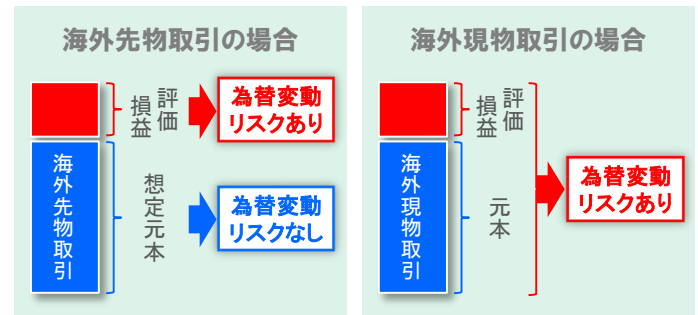 海外先物取引の場合
評価
損益
為替変動
リスクあり
海外先物取引
想定元本
為替変動
リスクなし
海外現物取引の場合
評価
損益
海外現物取引
元本
為替変動
リスクあり